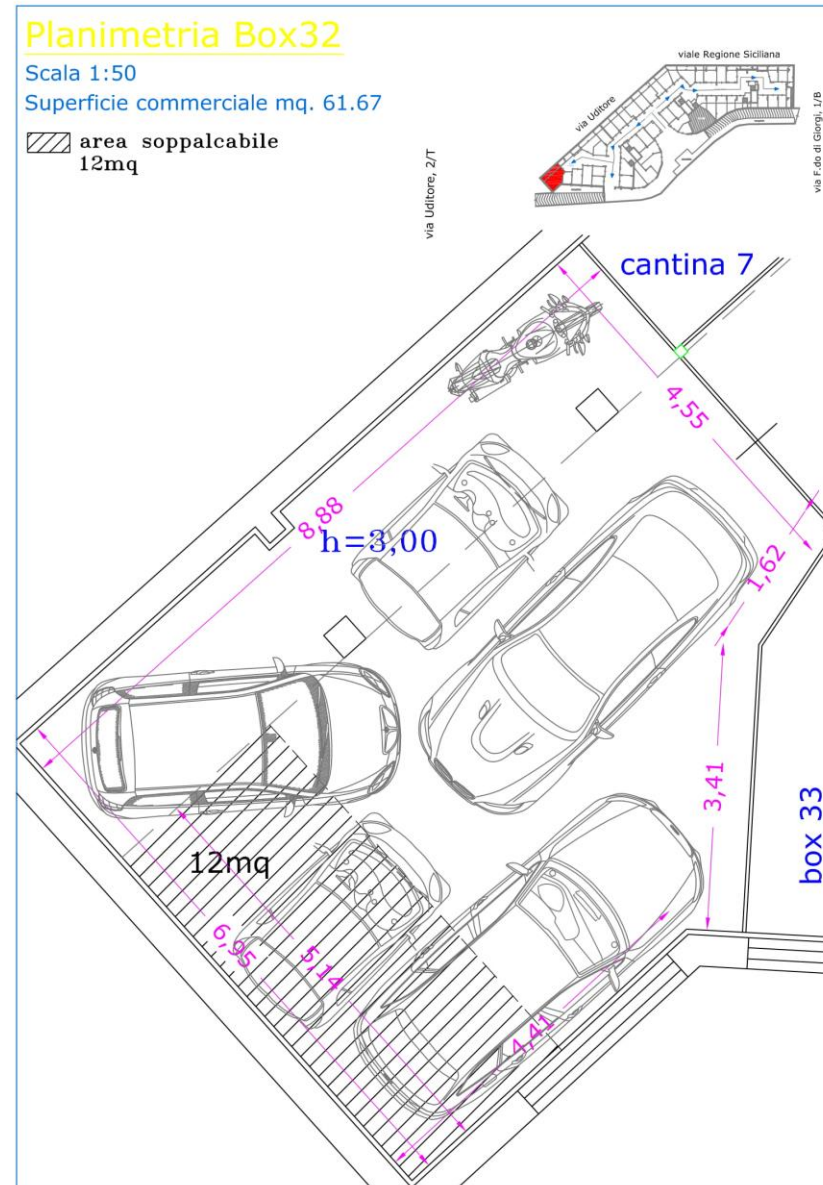 Planimetria Box32
Scala 1:50
Superficie commerciale mq. 61.67
area soppalcabile
12mq
viale Regione Siciliana
via Uditore
via Uditore, 2/T
via F.do di Giorgi, 1/B
cantina 7
4,55
8,88
h=3,00
1,62
3,41
box 33
12mq
6,95
5,14
4,41